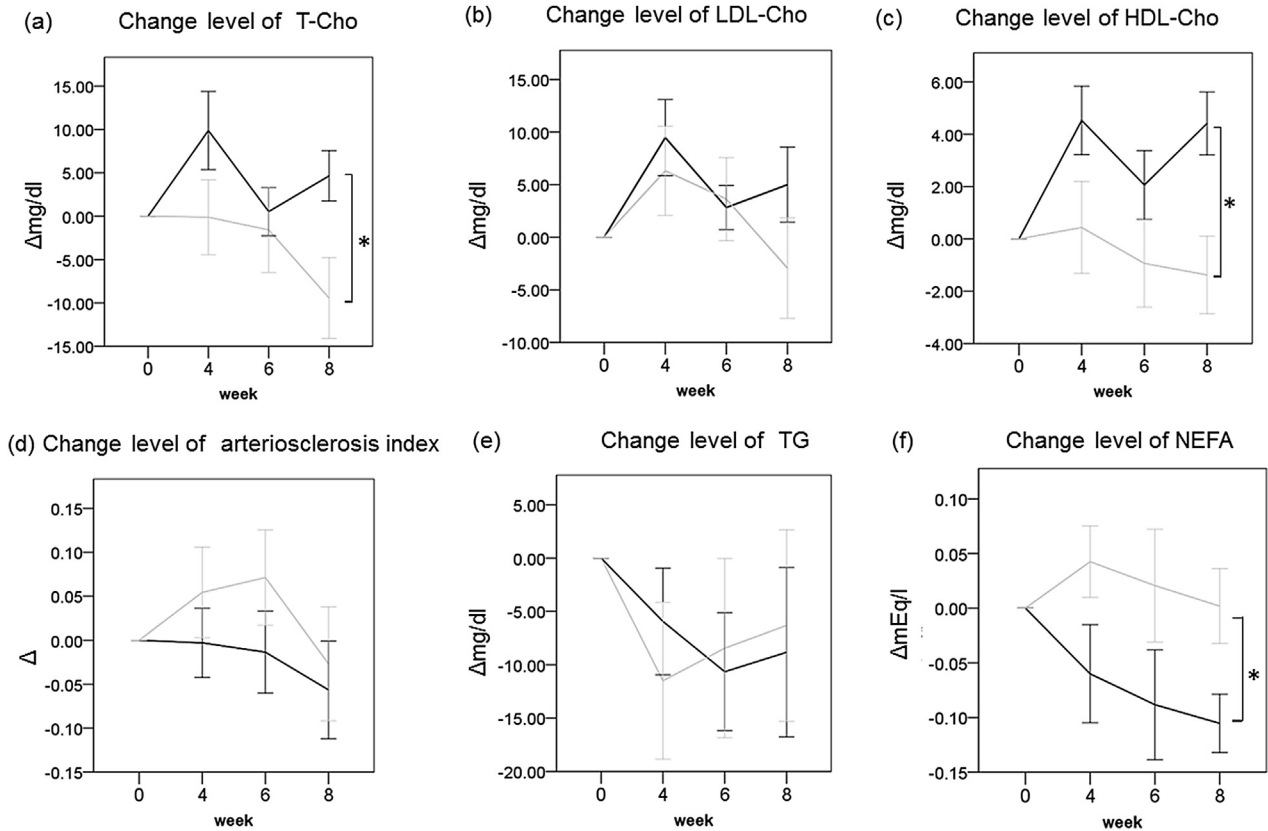 (a) Change level of T-Cho
15.00
10.00
5.00
0.00
-5.00
-10.00
-15.00
Δmg/dl
*
0 4 6 8
week
(b) Change level of LDL-Cho
15.00
10.00
5.00
0.00
-5.00
-10.00
Δmg/dl
0 4 6 8
week
(c) Change level of HDL-Cho
6.00
4.00
2.00
0.00
-2.00
-4.00
Δmg/dl
*
0 4 6 8
week
(d) Change level of arteriosclerosis index
0.15
0.10
0.05
0.00
-0.05
-0.10
-0.15
Δ
0 4 6 8
week
(e) Change level of TG
5.00
0.00
-5.00
-10.00
-15.00
-20.00
Δmg/dl
0 4 6 8
week
(f) Change level of NEFA
0.10
0.05
0.00
-0.05
-0.10
-0.15
ΔmEq/l
*
0 4 6 8
week